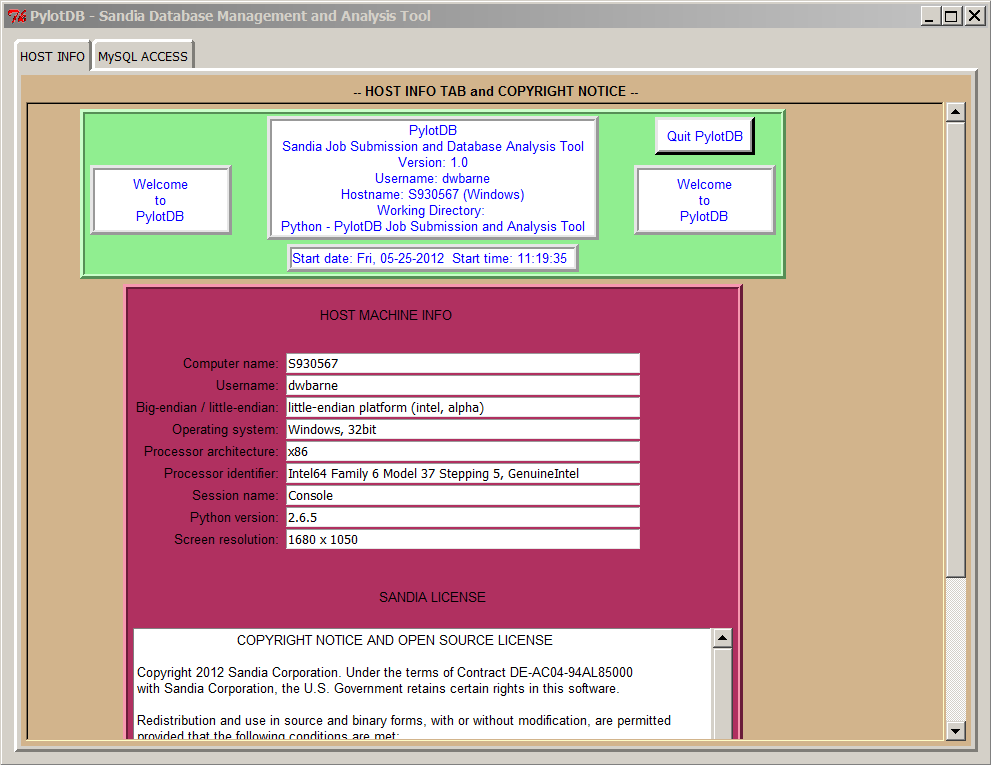 PylotDB - Sandia Database Management and Analysis Tool
HOST INFO
MySQL ACCESS
-- HOST INFO TAB and COPYRIGHT NOTICE --
Welcome
to
PylotDB
PylotDB
Sandia Job Submission and Database Analysis Tool
Version: 1.0
Username: dwbarne
Hostname: S930567 (Windows)
Working Directory:
Python - PylotDB Job Submission and Analysis Tool
Quit PylotDB
Welcome
to
PylotDB
Start date: Fri, 05-25-2012 Start time: 11:19:35
HOST MACHINE INFO
Computer name: S930567
Username: dwbarne
Big-endian / little-endian: little-endian platform (intel, alpha)
Operating system: Windows, 32bit
Processor architecture: x86
Processor identifier: Intel64 Family 6 Model 37 Stepping 5, GenuineIntel
Session name: Console
Python version: 2.6.5
Screen resolution: 1680 x 1050
SANDIA LICENSE
COPYRIGHT NOTICE AND OPEN SOURCE LICENSE
Copyright 2012 Sandia Corporation. Under the terms of Contract DE-AC04-94AL85000
with Sandia Corporation, the U.S. Government retains certain rights in this software.
Redistribution and use in source and binary forms, with or without modification, are permitted
provided that the following conditions are met: